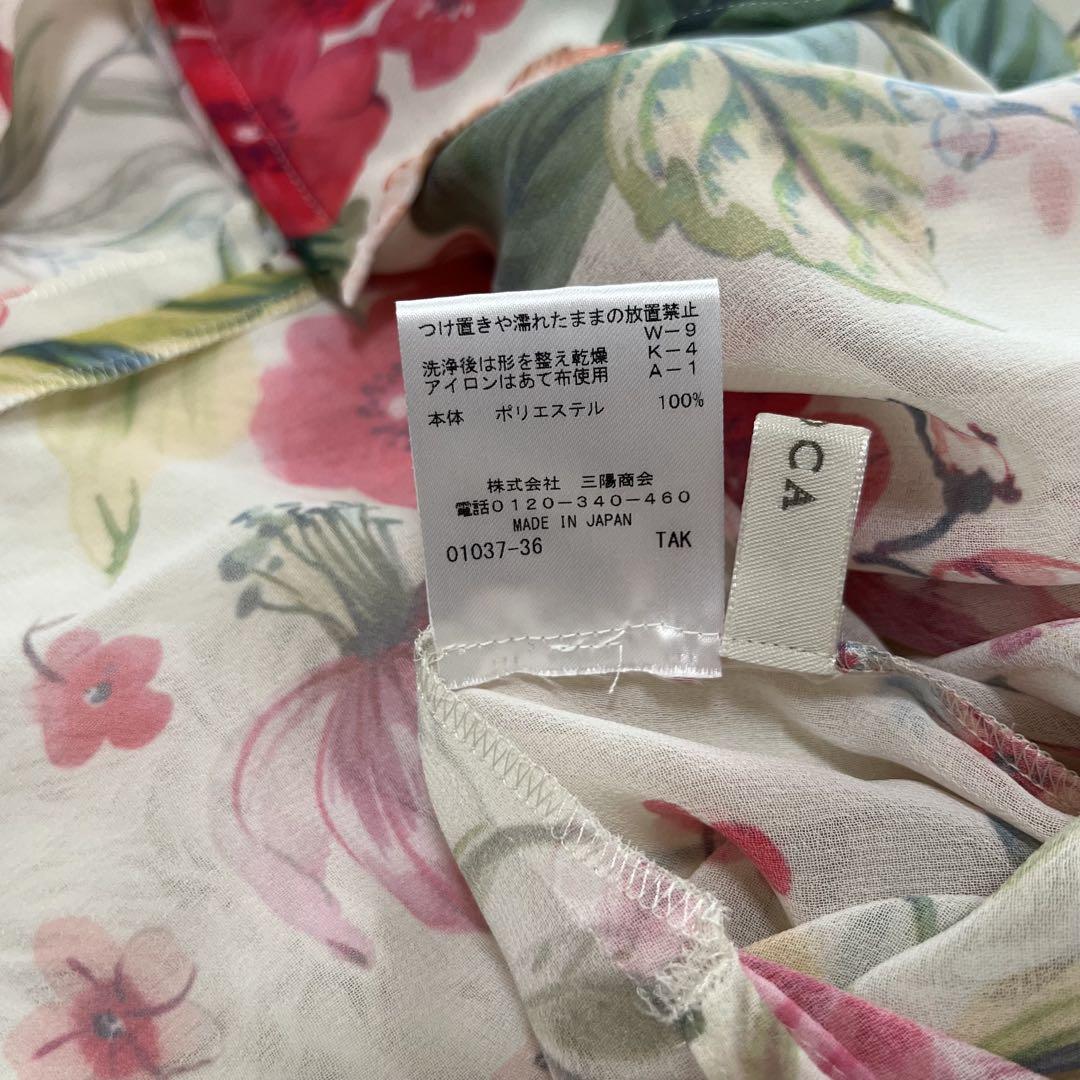 つけ置きや濡れたままの放置禁止
W-9
洗浄後は形を整え乾燥 K-4
アイロンはあて布使用 A-1
本体 ポリエステル 100%
株式会社 三陽商会
電話0120-340-460
MADE IN JAPAN
01037-36 TAK
OCA